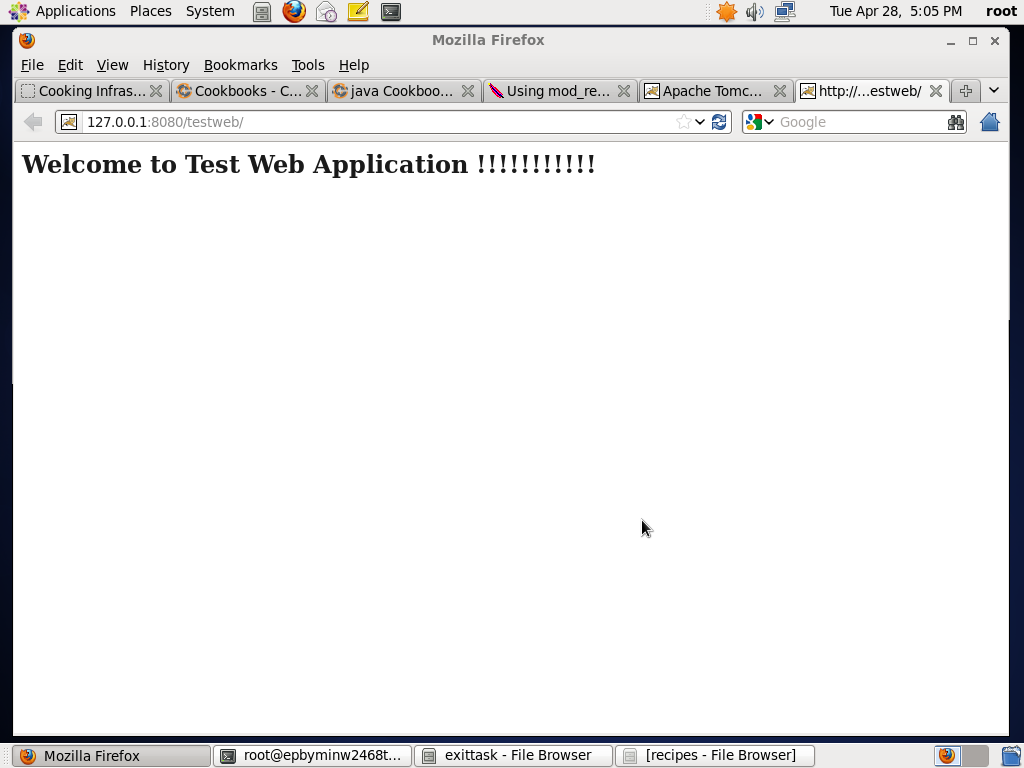 Applications Places System Tue Apr 28, 5:05 PM root
Mozilla Firefox
File Edit View History Bookmarks Tools Help
Cooking Infras... Cookbooks - C... java Cookboo... Using mod_re... Apache Tomc... http://...estweb/
127.0.0.1:8080/testweb/ Google
Welcome to Test Web Application !!!!!!!!!!!
Mozilla Firefox root@epbyminw2468t... exittask - File Browser [recipes - File Browser]